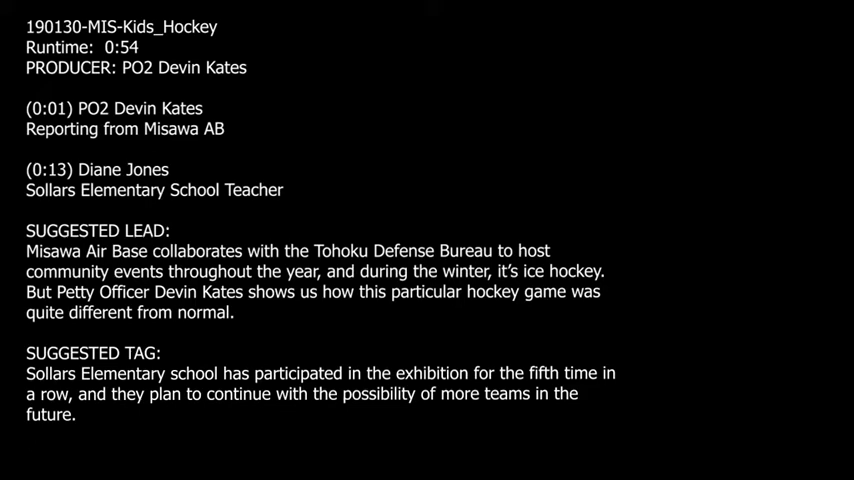 190130-MIS-Kids_Hockey
Runtime:  0:54
PRODUCER: PO2 Devin Kates
(0:01) PO2 Devin Kates
Reporting from Misawa AB
(0:13) Diane Jones
Sollars Elementary School Teacher
SUGGESTED LEAD:
Misawa Air Base collaborates with the Tohoku Defense Bureau to host
community events throughout the year, and during the winter, it's ice hockey.
But Petty Officer Devin Kates shows us how this particular hockey game was
quite different from normal.
SUGGESTED TAG:
Sollars Elementary school has participated in the exhibition for the fifth time in
a row, and they plan to continue with the possibility of more teams in the
future.